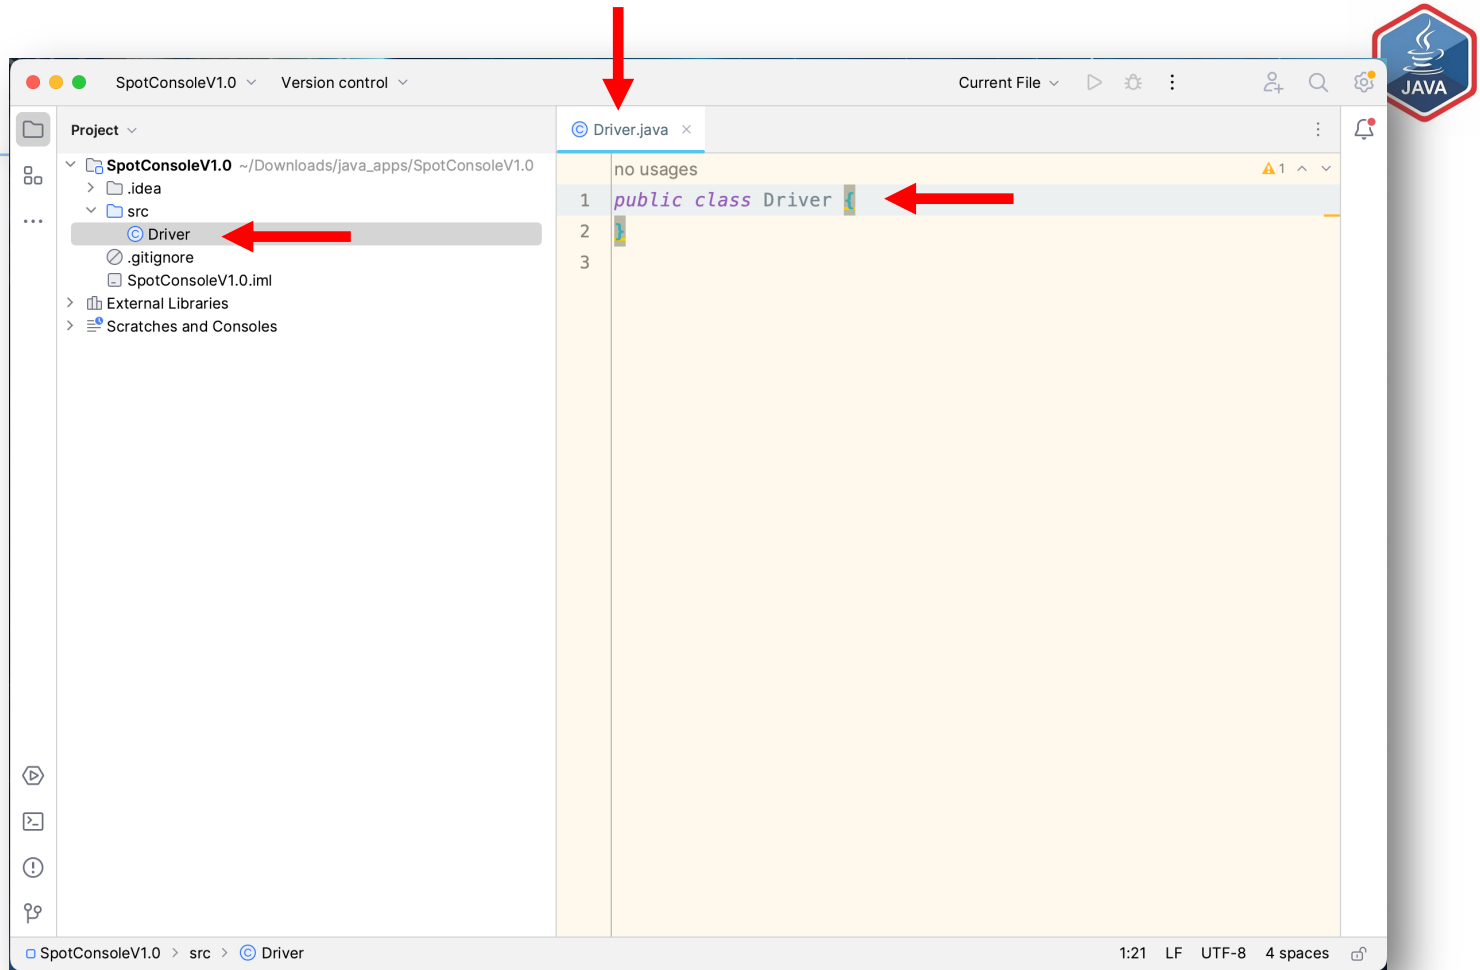 JAVA
SpotConsoleV1.0 Version control Current File
Project
SpotConsoleV1.0 ~/Downloads/java_apps/SpotConsoleV1.0
.idea
src
Driver
.gitignore
SpotConsoleV1.0.iml
External Libraries
Scratches and Consoles
Driver.java
no usages 1
1 public class Driver {
2 }
3
SpotConsoleV1.0 > src > Driver 1:21 LF UTF-8 4 spaces